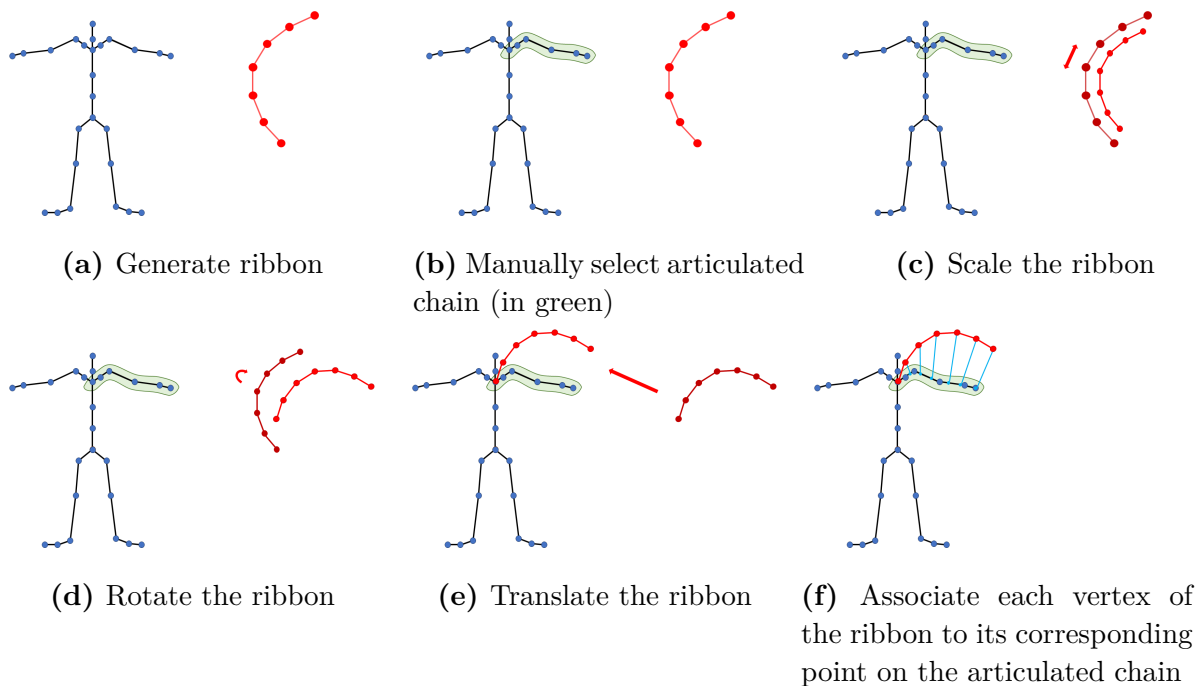 (a) Generate ribbon
(b) Manually select articulated
chain (in green)
(c) Scale the ribbon
(d) Rotate the ribbon
(e) Translate the ribbon
(f) Associate each vertex of
the ribbon to its corresponding
point on the articulated chain